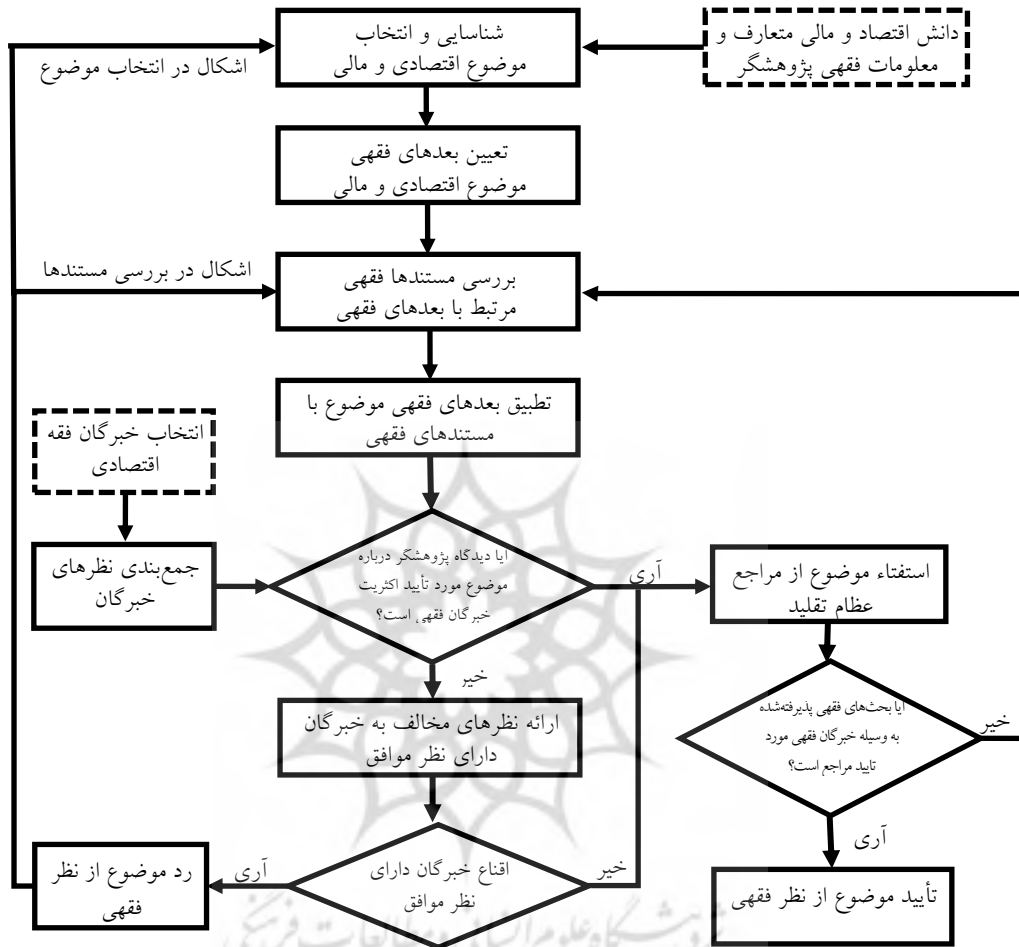 دانش اقتصاد و مالی متعارف و
معلومات فقهی پژوهشگر
شناسایی و انتخاب
موضوع اقتصادی و مالی
اشکال در انتخاب موضوع
تعیین بعدهای فقهی
موضوع اقتصادی و مالی
بررسی مستندها فقهی
مرتبط با بعدهای فقهی
اشکال در بررسی مستندها
تطبیق بعدهای فقهی موضوع با
مستندهای فقهی
انتخاب خبرگان فقه
اقتصادی
جمع‌بندی نظرهای
خبرگان
ایا دیدگاه پژوهشگر درباره
موضوع مورد تأیید اکثریت
خبرگان فقهی است؟
آری
استفتاء موضوع از مراجع
عظام تقلید
خیر
ایا بحث‌های فقهی پذیرفته‌شده
به وسیله خبرگان فقهی مورد
تایید مراجع است؟
خیر
ارائه نظرهای مخالف به خبرگان
دارای نظر موافق
آری
اقناع خبرگان دارای
نظر موافق
خیر
آری
رد موضوع از نظر
فقهی
تأیید موضوع از نظر فقهی
پژوهشگاه علوم انسانی و مطالعات فرهنگی